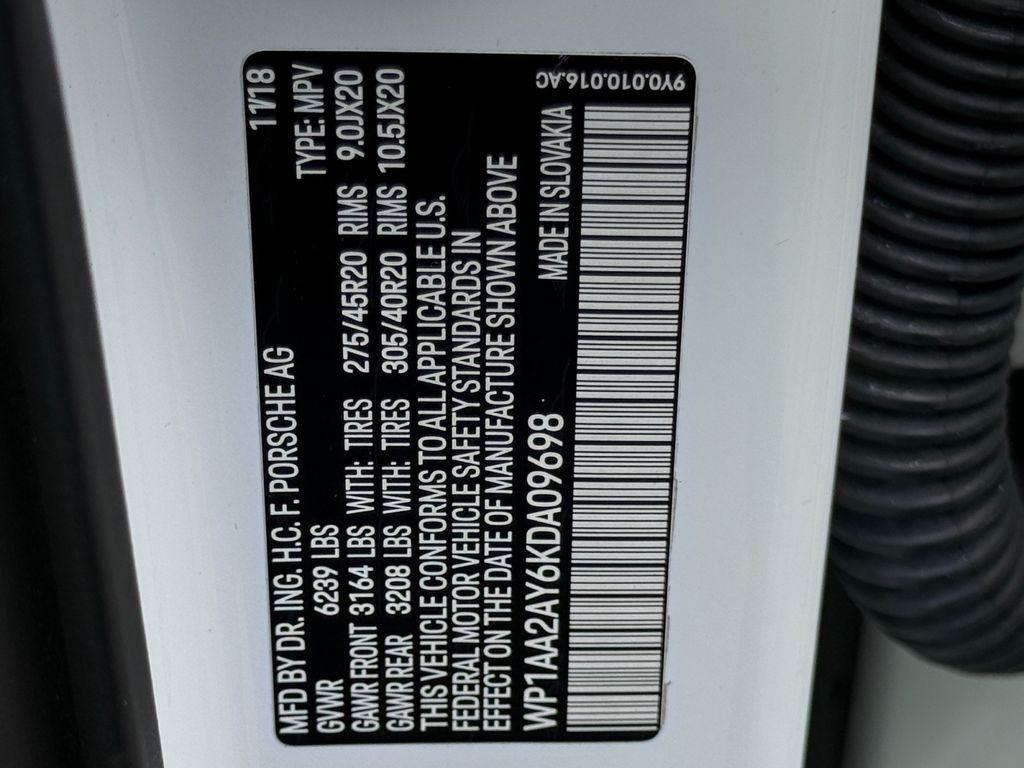 MFD BY DR. ING. H.C. F. PORSCHE AG 11/18
GVWR 6239 LBS TYPE: MPV
GAWR FRONT 3164 LBS WITH: TIRES 275/45R20 RIMS 9.0JX20
GAWR REAR 3208 LBS WITH: TIRES 305/40R20 RIMS 10.5JX20
THIS VEHICLE CONFORMS TO ALL APPLICABLE U.S.
FEDERAL MOTOR VEHICLE SAFETY STANDARDS IN
EFFECT ON THE DATE OF MANUFACTURE SHOWN ABOVE
WP1AA2AY6KDA09698 MADE IN SLOVAKIA
9Y0.010.016.AC